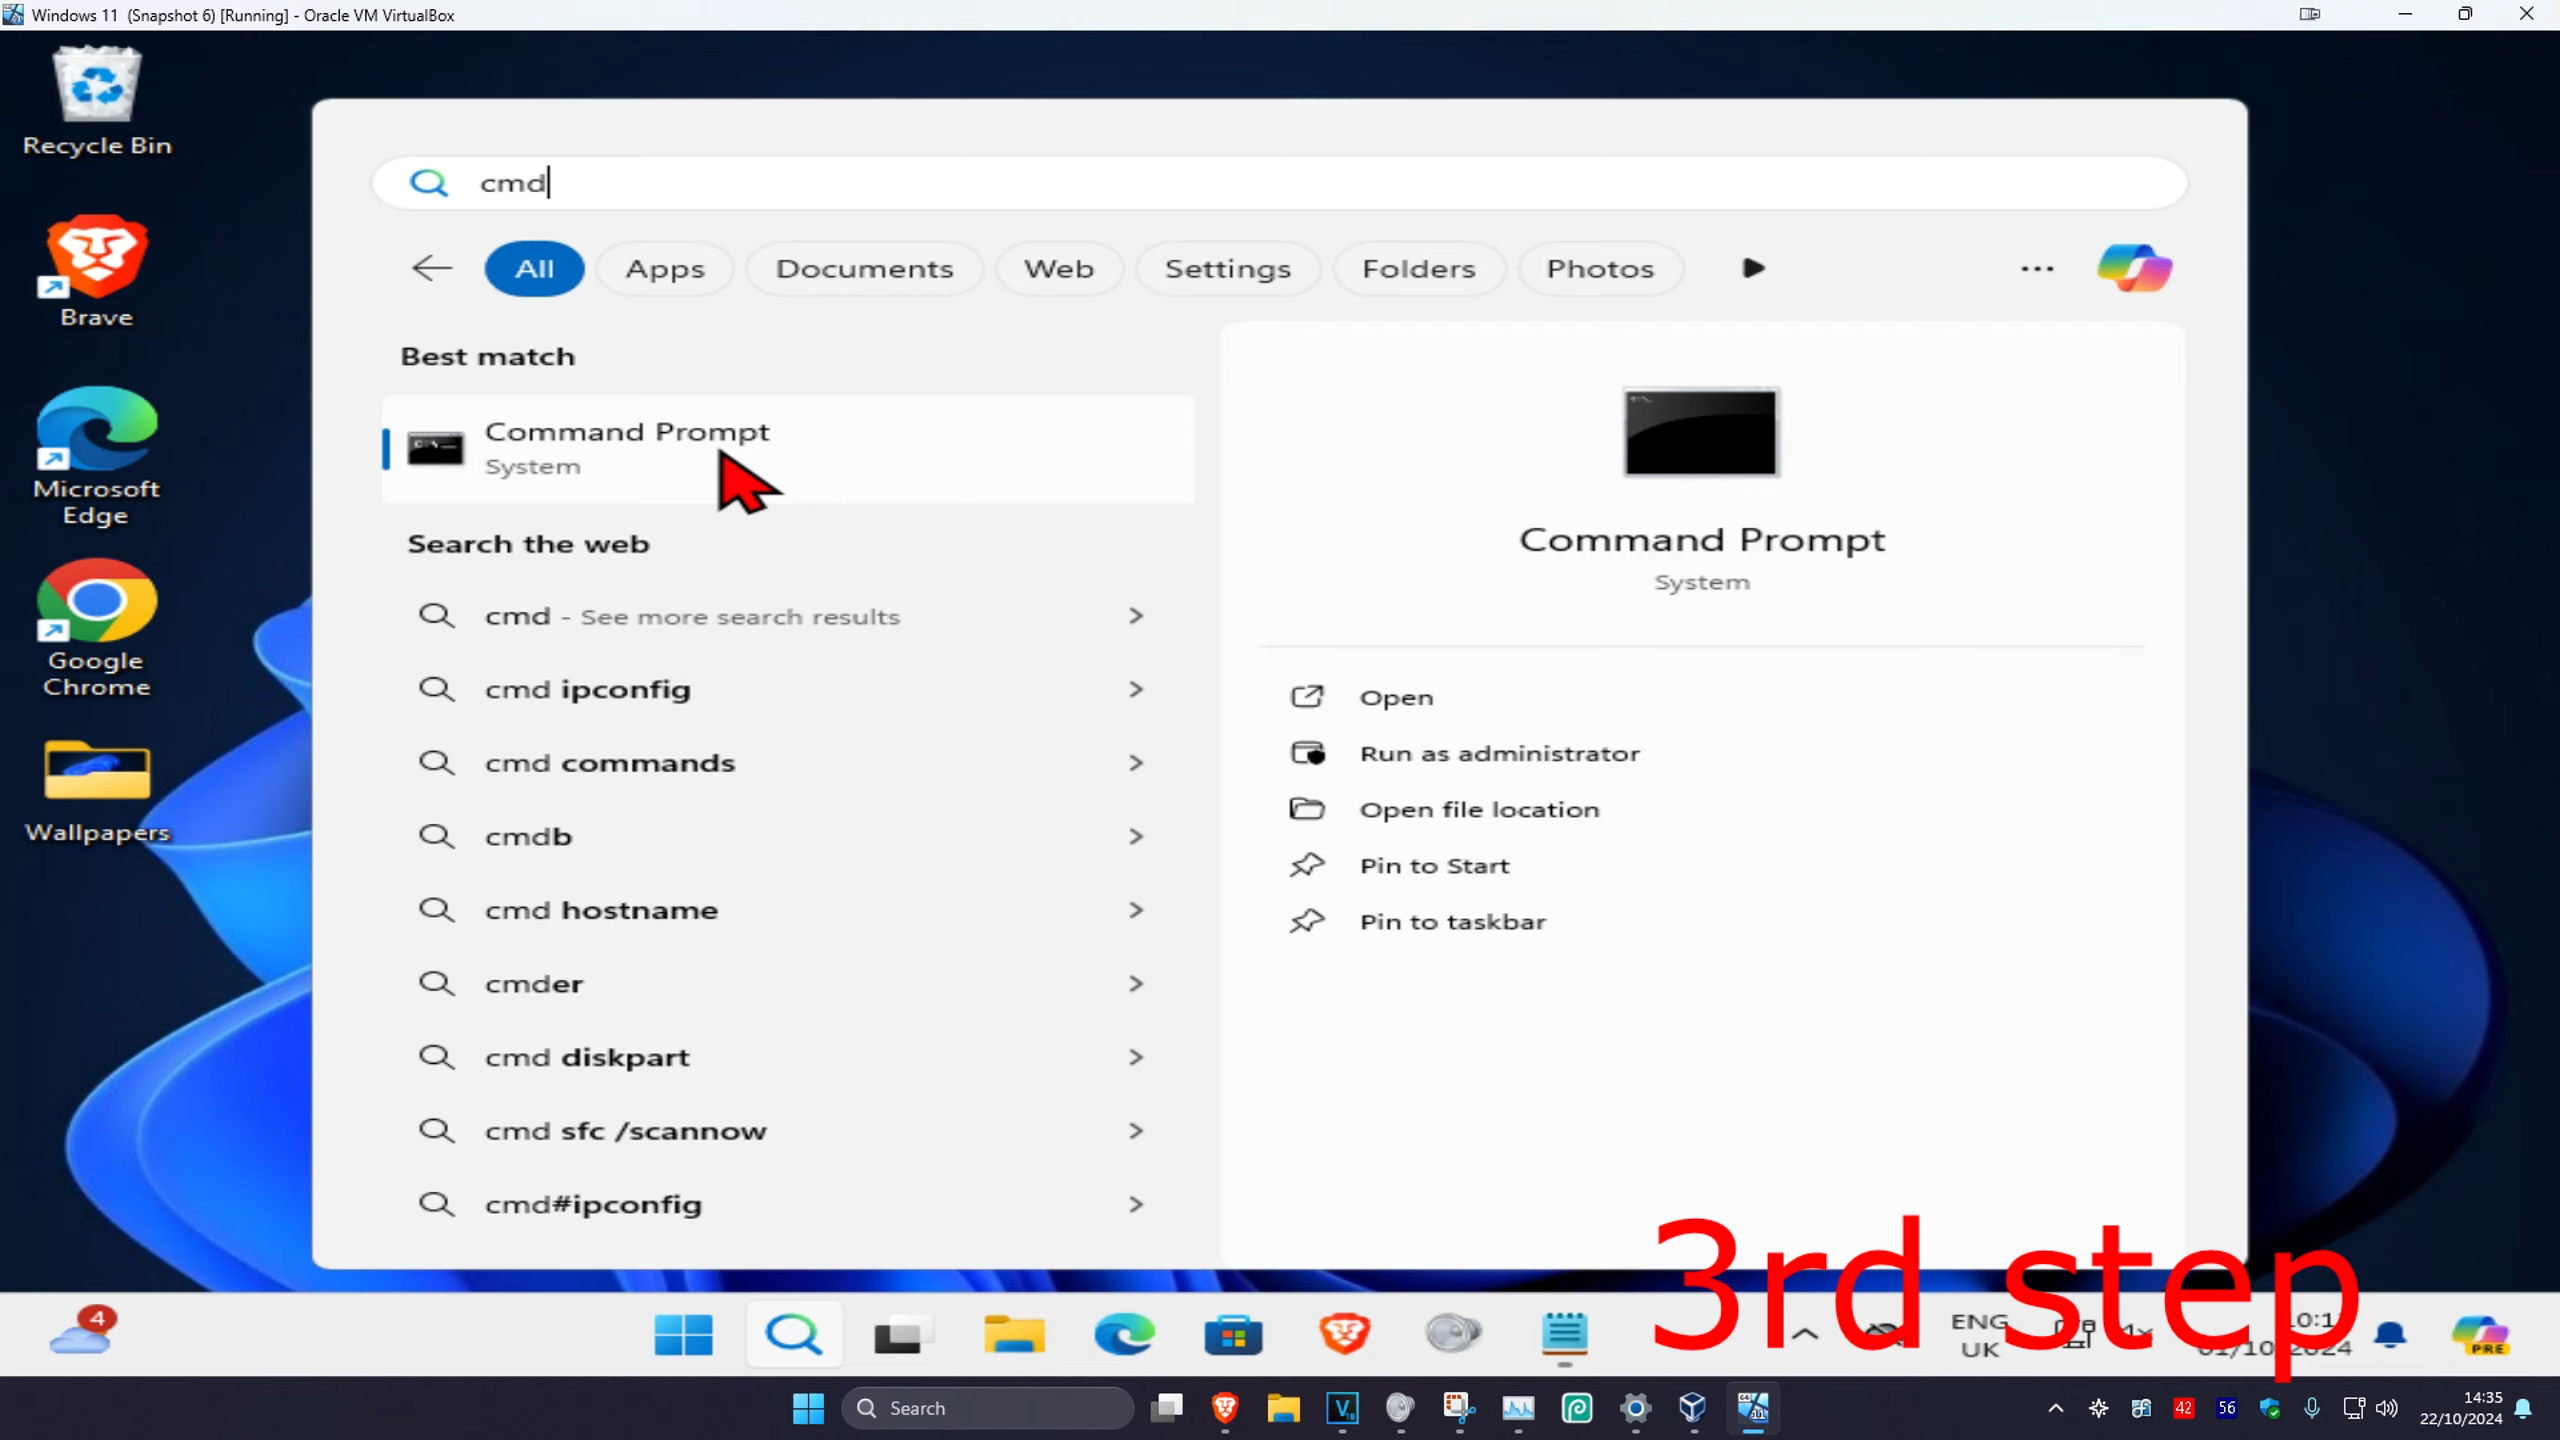 Windows 11 (Snapshot 6) [Running] - Oracle VM VirtualBox
Recycle Bin
Brave
Microsoft
Edge
Google
Chrome
Wallpapers
cmd
All
Apps
Documents
Web
Settings
Folders
Photos
Best match
Command Prompt
System
Search the web
cmd - See more search results
cmd ipconfig
cmd commands
cmdb
cmd hostname
cmder
cmd diskpart
cmd sfc /scannow
cmd#ipconfig
Command Prompt
System
Open
Run as administrator
Open file location
Pin to Start
Pin to taskbar
3rd step
4
ENG
UK
PRE
Search
42
56
14:35
22/10/2024